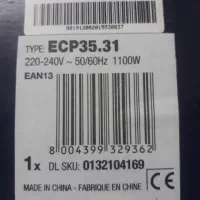 TYPE: ECP35.31
220-240V ~ 50/60Hz 1100W
EAN13
8 004399 329362
1x DL SKU: 0132104169
MADE IN CHINA - FABRIQUE EN CHINE CE